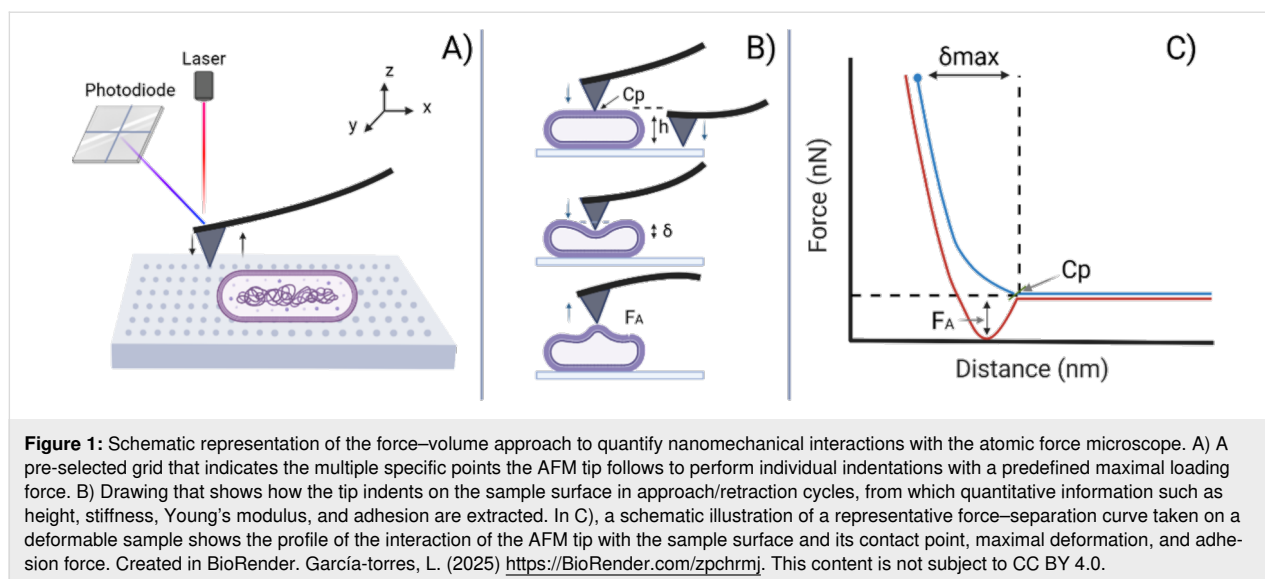 A)
Laser
Photodiode
z
x
y
B)
Cp
h
δ
FA
C)
δmax
Force (nN)
Cp
FA
Distance (nm)
Figure 1: Schematic representation of the force–volume approach to quantify nanomechanical interactions with the atomic force microscope. A) A
pre-selected grid that indicates the multiple specific points the AFM tip follows to perform individual indentations with a predefined maximal loading
force. B) Drawing that shows how the tip indents on the sample surface in approach/retraction cycles, from which quantitative information such as
height, stiffness, Young's modulus, and adhesion are extracted. In C), a schematic illustration of a representative force–separation curve taken on a
deformable sample shows the profile of the interaction of the AFM tip with the sample surface and its contact point, maximal deformation, and adhe-
sion force. Created in BioRender. García-torres, L. (2025) https://BioRender.com/zpchrmj. This content is not subject to CC BY 4.0.